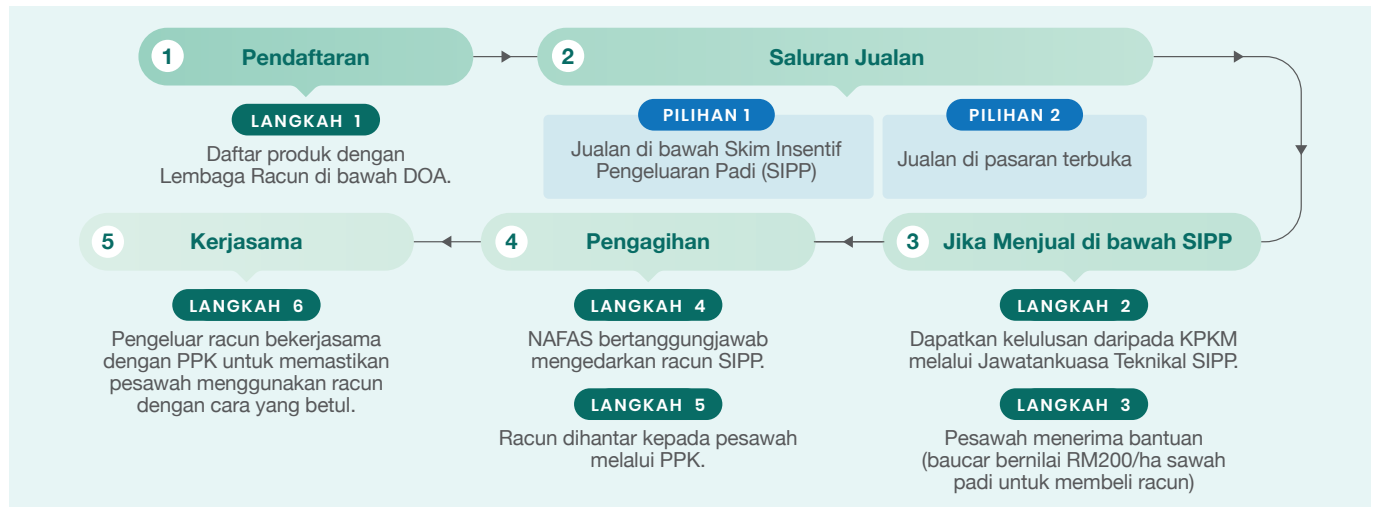 1 Pendaftaran
LANGKAH 1
Daftar produk dengan
Lembaga Racun di bawah DOA.
2 Saluran Jualan
PILIHAN 1
Jualan di bawah Skim Insentif
Pengeluaran Padi (SIPP)
PILIHAN 2
Jualan di pasaran terbuka
3 Jika Menjual di bawah SIPP
LANGKAH 2
Dapatkan kelulusan daripada KPKM
melalui Jawatankuasa Teknikal SIPP.
LANGKAH 3
Pesawah menerima bantuan
(baucar bernilai RM200/ha sawah
padi untuk membeli racun)
4 Pengagihan
LANGKAH 4
NAFAS bertanggungjawab
mengedarkan racun SIPP.
LANGKAH 5
Racun dihantar kepada pesawah
melalui PPK.
5 Kerjasama
LANGKAH 6
Pengeluar racun bekerjasama
dengan PPK untuk memastikan
pesawah menggunakan racun
dengan cara yang betul.